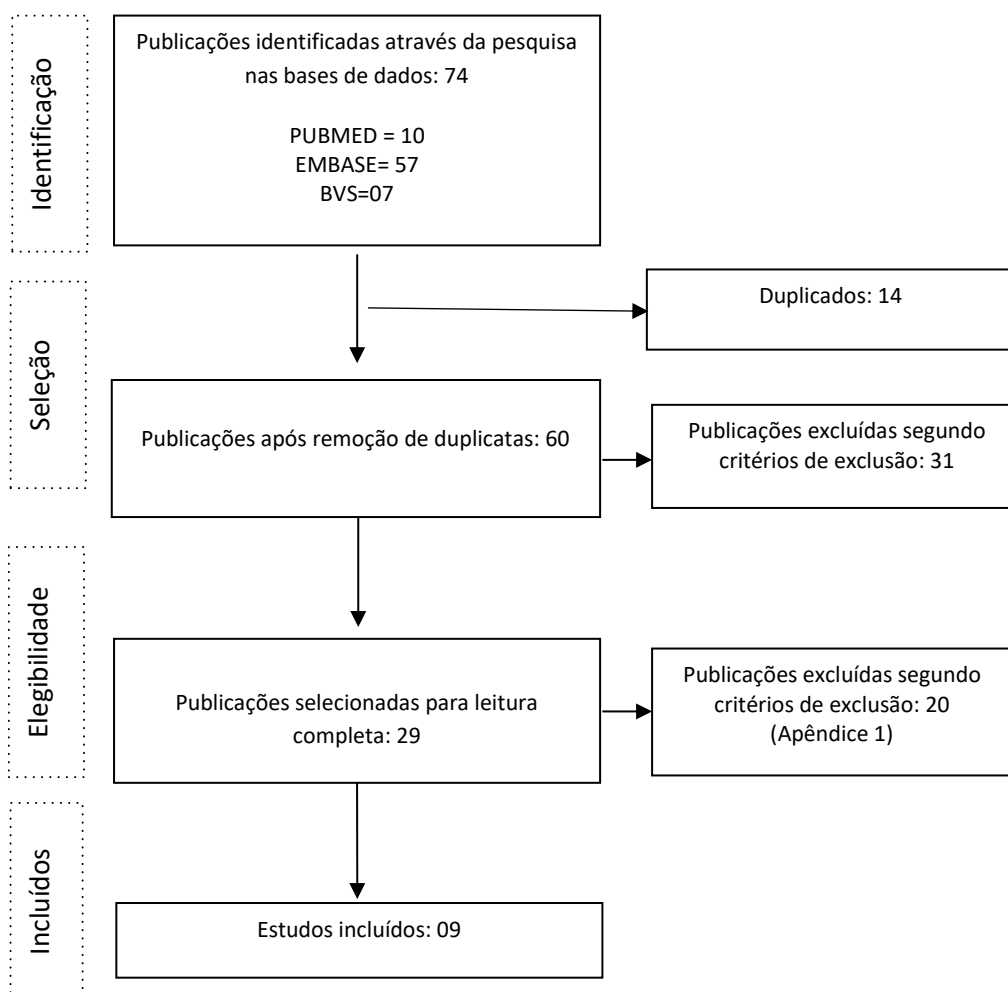 Identificação
Publicações identificadas através da pesquisa
nas bases de dados: 74
PUBMED = 10
EMBASE= 57
BVS=07
Seleção
Duplicados: 14
Publicações após remoção de duplicatas: 60
Publicações excluídas segundo
critérios de exclusão: 31
Elegibilidade
Publicações selecionadas para leitura
completa: 29
Publicações excluídas segundo
critérios de exclusão: 20
(Apêndice 1)
Incluídos
Estudos incluídos: 09